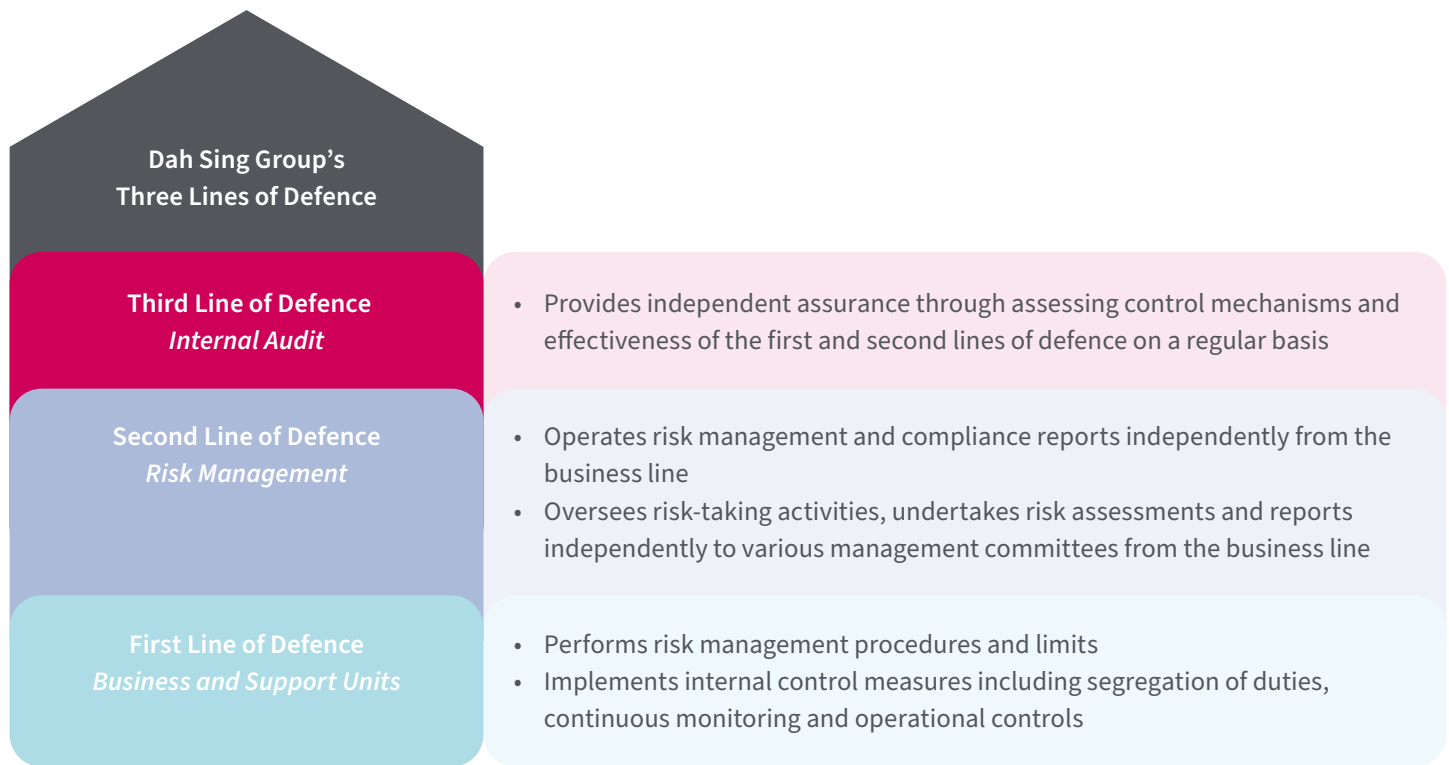 Dah Sing Group’s
Three Lines of Defence
Third Line of Defence
Internal Audit
• Provides independent assurance through assessing control mechanisms and
effectiveness of the first and second lines of defence on a regular basis
Second Line of Defence
Risk Management
• Operates risk management and compliance reports independently from the
business line
• Oversees risk-taking activities, undertakes risk assessments and reports
independently to various management committees from the business line
First Line of Defence
Business and Support Units
• Performs risk management procedures and limits
• Implements internal control measures including segregation of duties,
continuous monitoring and operational controls